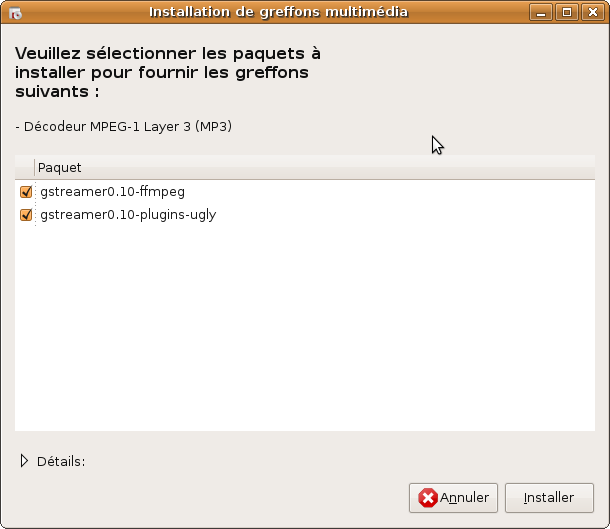 Installation de greffons multimédia
Veuillez sélectionner les paquets à
installer pour fournir les greffons
suivants :
- Décodeur MPEG-1 Layer 3 (MP3)
Paquet
gstreamer0.10-ffmpeg
gstreamer0.10-plugins-ugly
Détails:
Annuler
Installer